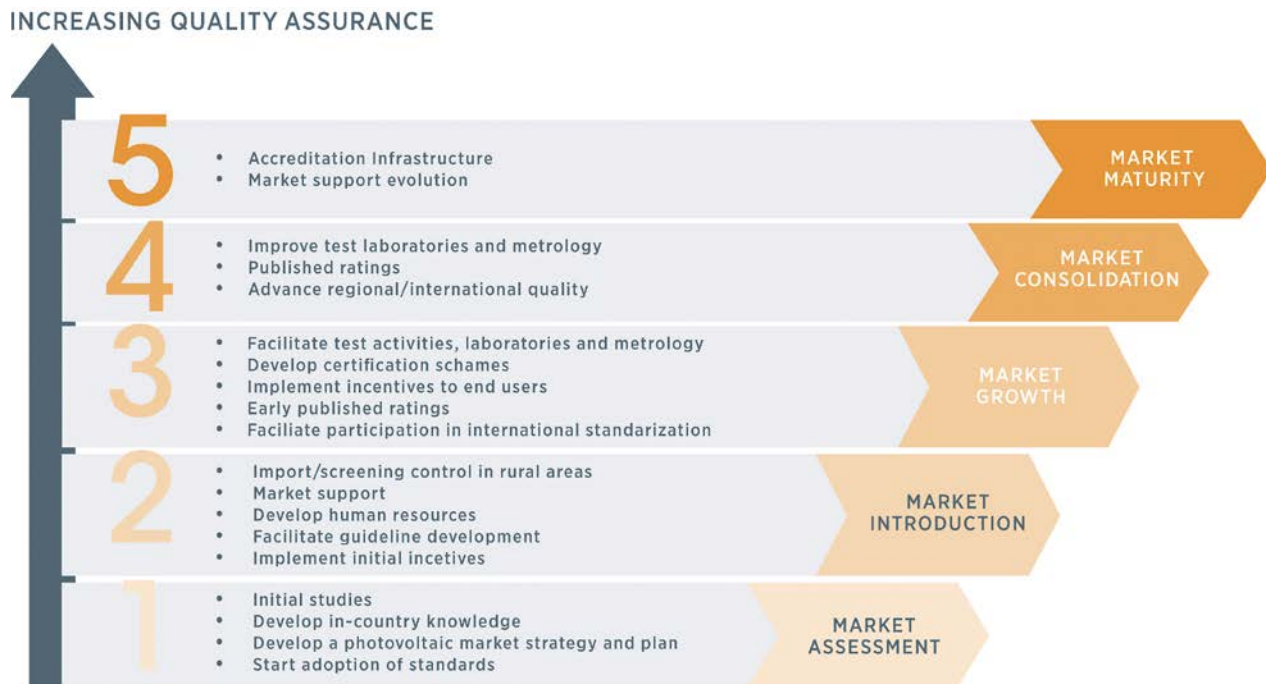 INCREASING QUALITY ASSURANCE
5
• Accreditation Infrastructure
• Market support evolution
MARKET
MATURITY
4
• Improve test laboratories and metrology
• Published ratings
• Advance regional/international quality
MARKET
CONSOLIDATION
3
• Facilitate test activities, laboratories and metrology
• Develop certification schames
• Implement incentives to end users
• Early published ratings
• Faciliate participation in international standarization
MARKET
GROWTH
2
• Import/screening control in rural areas
• Market support
• Develop human resources
• Facilitate guideline development
• Implement initial incetives
MARKET
INTRODUCTION
1
• Initial studies
• Develop in-country knowledge
• Develop a photovoltaic market strategy and plan
• Start adoption of standards
MARKET
ASSESSMENT